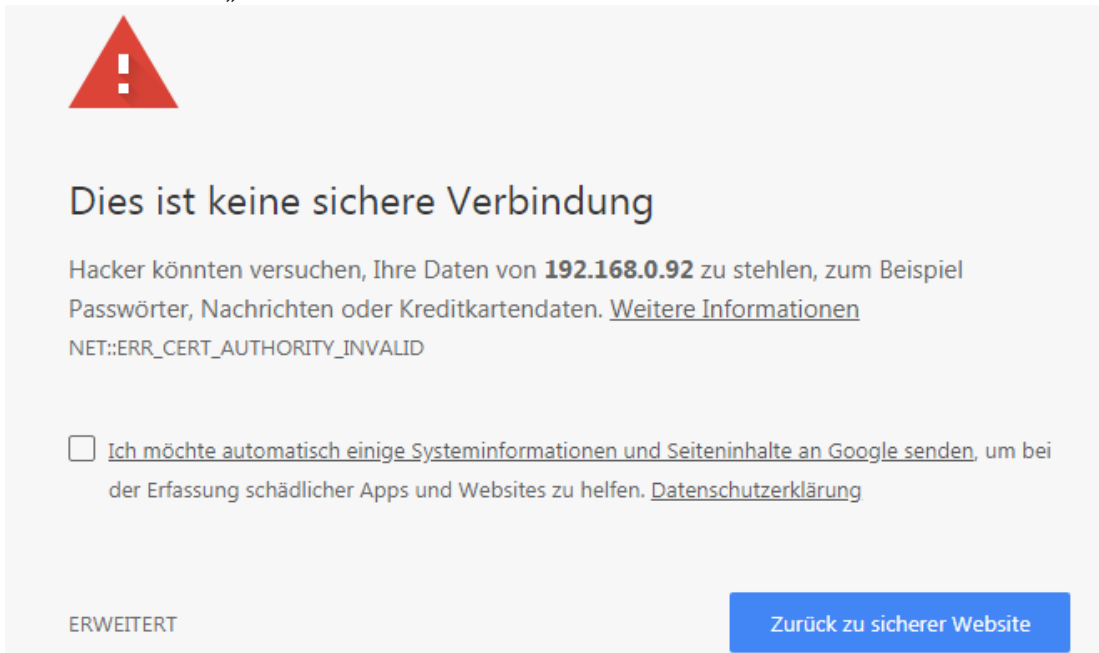 Dies ist keine sichere Verbindung
Hacker könnten versuchen, Ihre Daten von 192.168.0.92 zu stehlen, zum Beispiel
Passwörter, Nachrichten oder Kreditkartendaten. Weitere Informationen
NET::ERR_CERT_AUTHORITY_INVALID
Ich möchte automatisch einige Systeminformationen und Seiteninhalte an Google senden, um bei
der Erfassung schädlicher Apps und Websites zu helfen. Datenschutzerklärung
ERWEITERT
Zurück zu sicherer Website